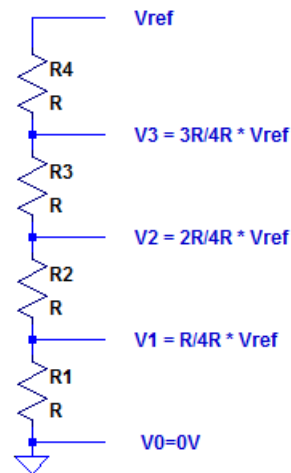 Vref
R4
R
V3 = 3R/4R * Vref
R3
R
V2 = 2R/4R * Vref
R2
R
V1 = R/4R * Vref
R1
R
V0=0V